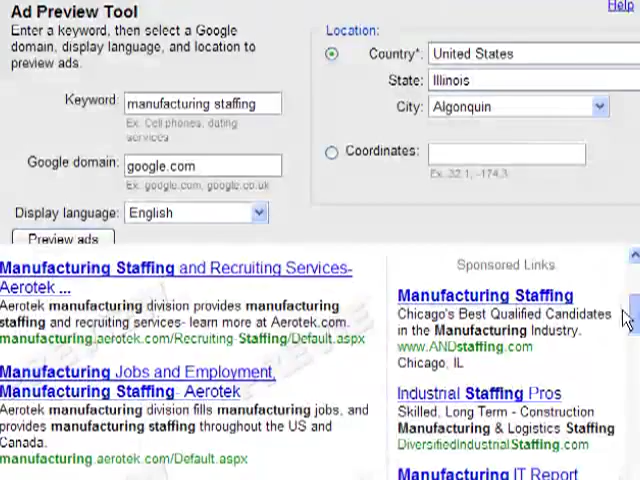 Ad Preview Tool
Help
Enter a keyword, then select a Google
domain, display language, and location to
preview ads.
Keyword: manufacturing staffing
Ex. Cell phones, dating
services
Google domain: google.com
Ex. google.com, google.co.uk
Display language: English
Preview ads
Location:
Country*: United States
State: Illinois
City: Algonquin
Coordinates:
Ex. 32.1, -174.3
Manufacturing Staffing and Recruiting Services-
Aerotek ...
Aerotek manufacturing division provides manufacturing
staffing and recruiting services- learn more at Aerotek.com.
manufacturing.aerotek.com/Recruiting-Staffing/Default.aspx
Manufacturing Jobs and Employment,
Manufacturing Staffing- Aerotek
Aerotek manufacturing division fills manufacturing jobs, and
provides manufacturing staffing throughout the US and
Canada.
manufacturing.aerotek.com/Default.aspx
Sponsored Links
Manufacturing Staffing
Chicago's Best Qualified Candidates
in the Manufacturing Industry.
www.ANDstaffing.com
Chicago, IL
Industrial Staffing Pros
Skilled, Long Term - Construction
Manufacturing & Logistics Staffing
DiversifiedIndustrialStaffing.com
Manufacturing IT Report